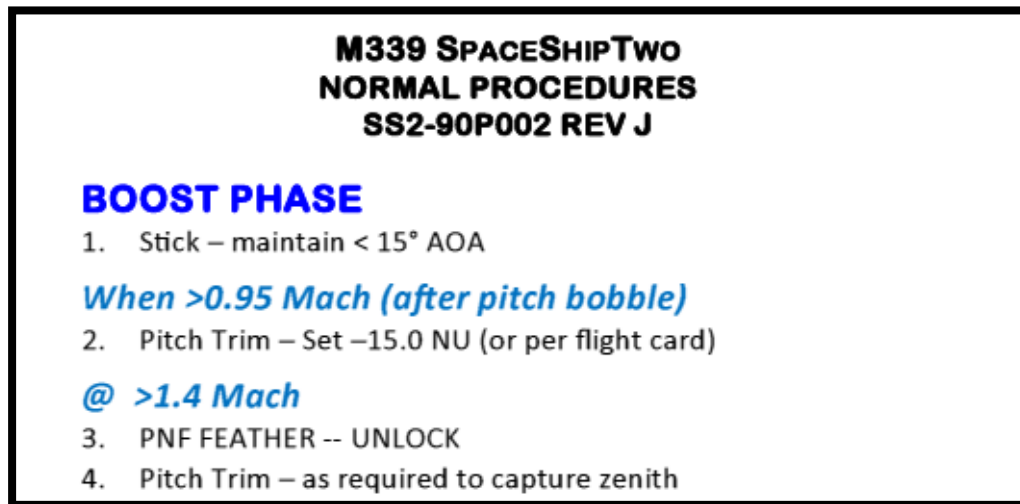 M339 SPACESHIPTWO
NORMAL PROCEDURES
SS2-90P002 REV J
BOOST PHASE
1. Stick – maintain < 15° AOA
When >0.95 Mach (after pitch bobble)
2. Pitch Trim – Set –15.0 NU (or per flight card)
@ >1.4 Mach
3. PNF FEATHER -- UNLOCK
4. Pitch Trim – as required to capture zenith